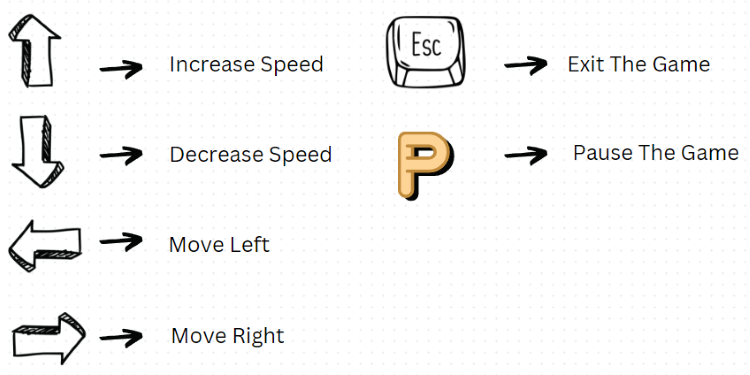 Increase Speed
Decrease Speed
Move Left
Move Right
Esc
Exit The Game
P
Pause The Game